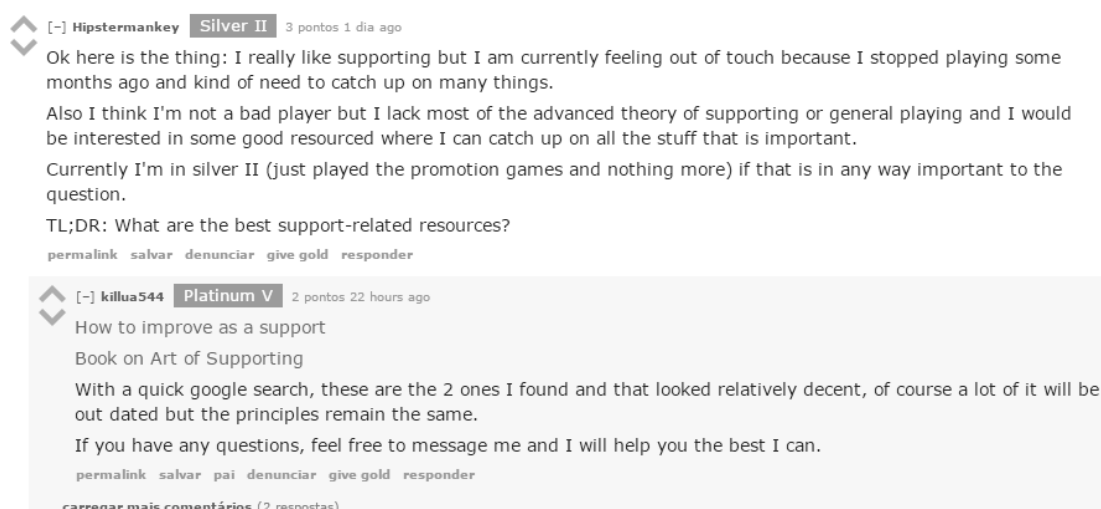 [-] Hipstermankey Silver II 3 pontos 1 dia ago
Ok here is the thing: I really like supporting but I am currently feeling out of touch because I stopped playing some
months ago and kind of need to catch up on many things.
Also I think I'm not a bad player but I lack most of the advanced theory of supporting or general playing and I would
be interested in some good resourced where I can catch up on all the stuff that is important.
Currently I'm in silver II (just played the promotion games and nothing more) if that is in any way important to the
question.
TL;DR: What are the best support-related resources?
permalink salvar denunciar give gold responder
[-] killua544 Platinum V 2 pontos 22 hours ago
How to improve as a support
Book on Art of Supporting
With a quick google search, these are the 2 ones I found and that looked relatively decent, of course a lot of it will be
out dated but the principles remain the same.
If you have any questions, feel free to message me and I will help you the best I can.
permalink salvar pai denunciar give gold responder
carregar mais comentários (2 respostas)